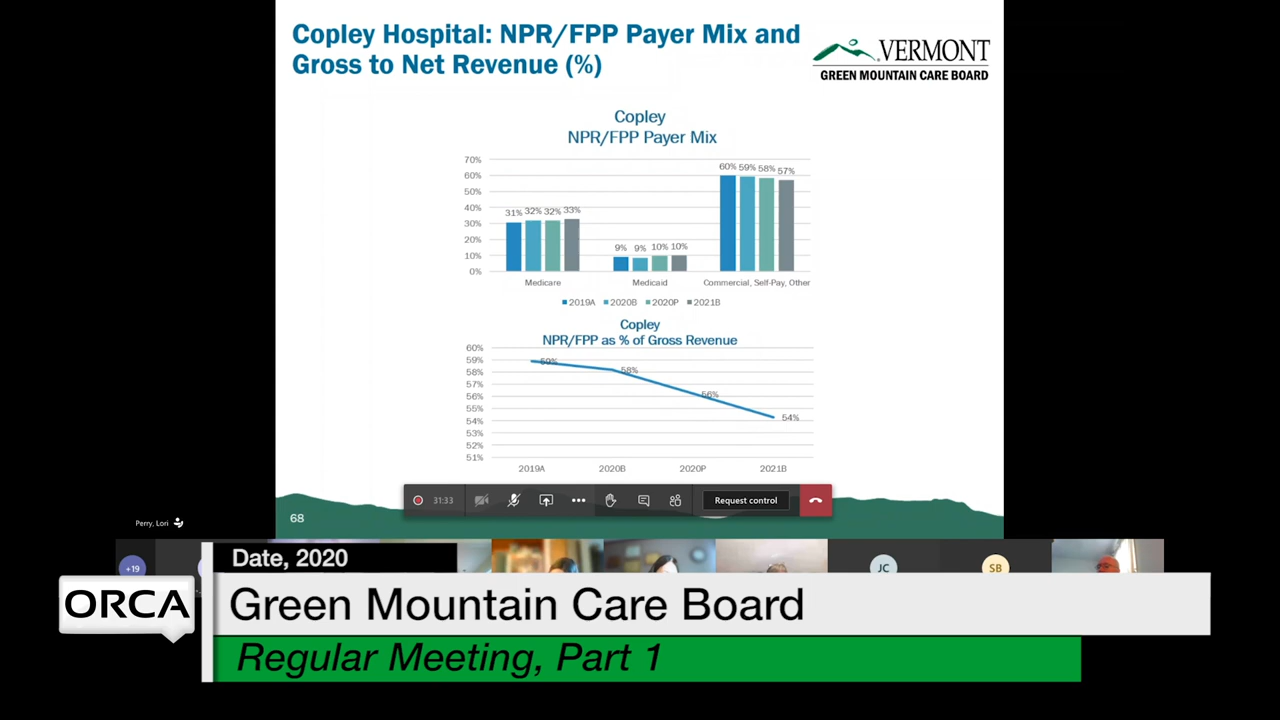 Copley Hospital: NPR/FPP Payer Mix and
Gross to Net Revenue (%)
VERMONT
GREEN MOUNTAIN CARE BOARD
Copley
NPR/FPP Payer Mix
70%
60%
50%
40%
30%
20%
10%
0%
31% 32% 32% 33%
9% 9% 10% 10%
60% 59% 58% 57%
Medicare Medicaid Commercial, Self-Pay, Other
2019A 2020B 2020P 2021B
Copley
NPR/FPP as % of Gross Revenue
60%
59%
58%
57%
56%
55%
54%
53%
52%
51%
59%
58%
56%
54%
2019A 2020B 2020P 2021B
31:33
Request control
68
Perry, Lori
+19
JC
SB
Date, 2020
ORCA
Green Mountain Care Board
Regular Meeting, Part 1